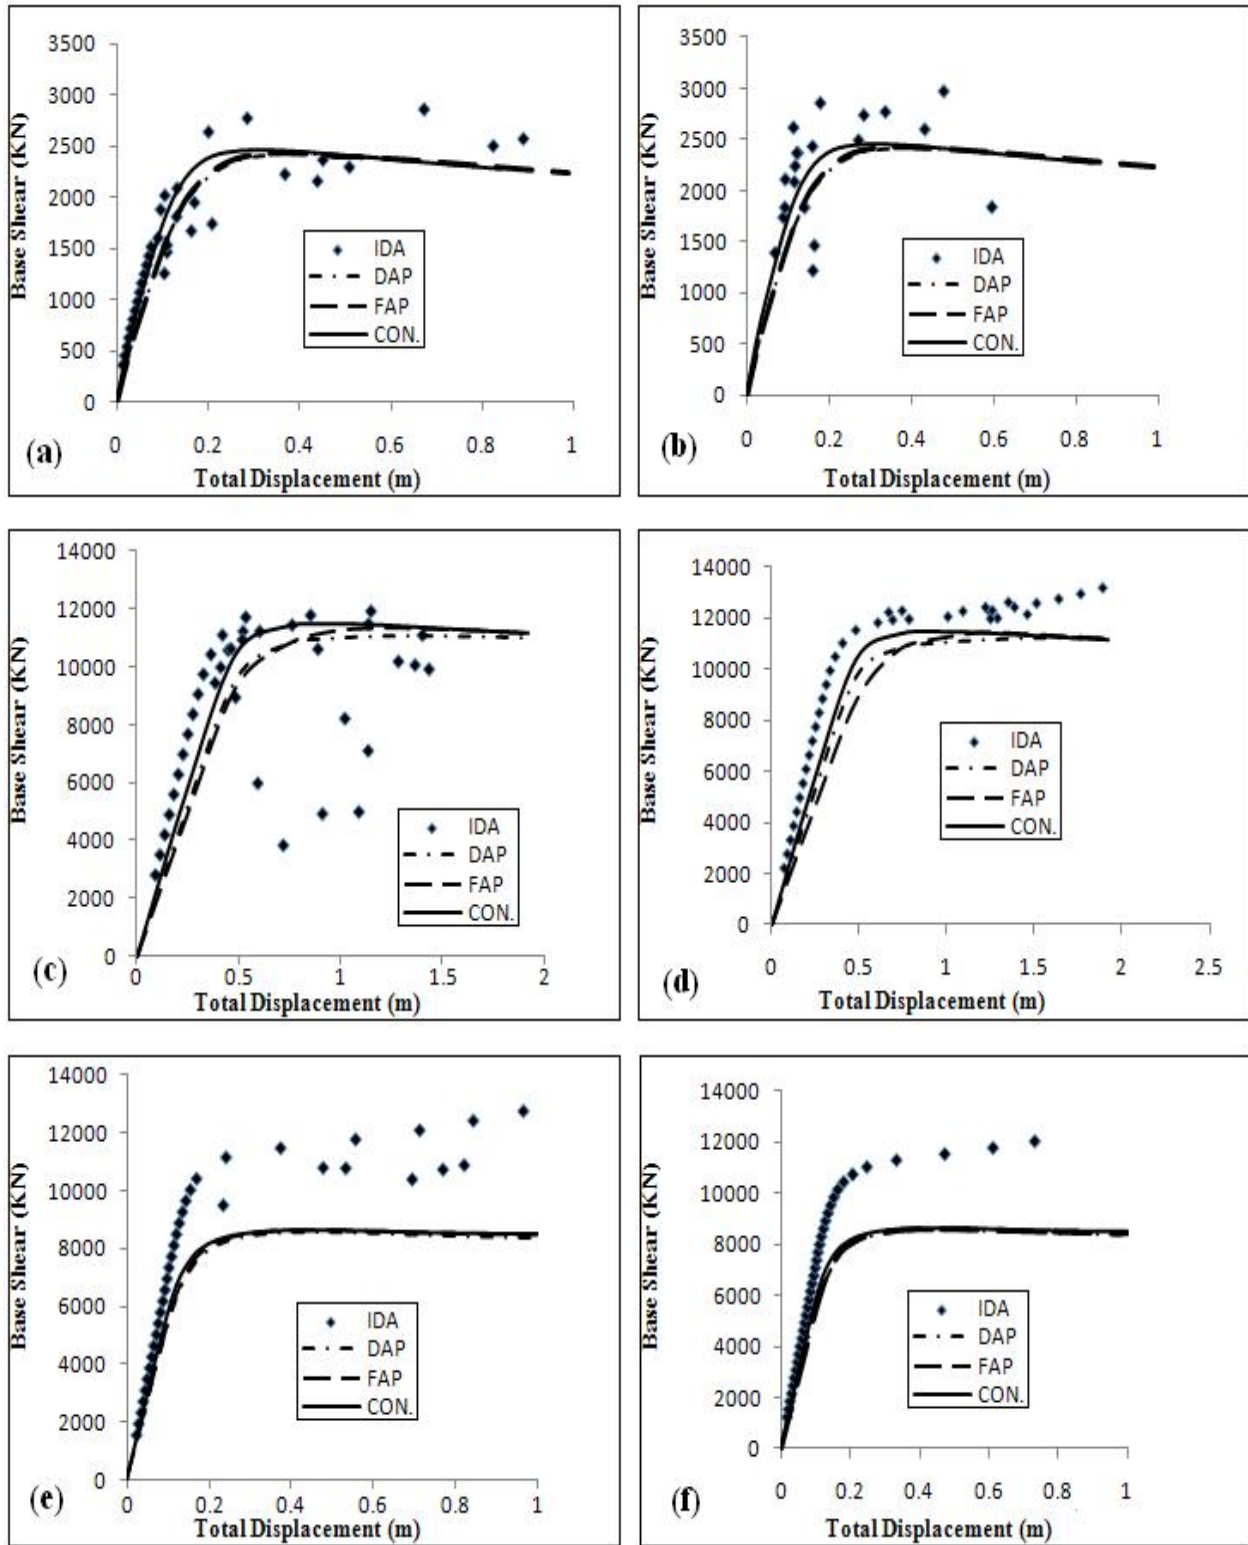 3500
3000
2500
2000
1500
1000
500
0
Base Shear (KN)
IDA
DAP
FAP
CON.
0 0.2 0.4 0.6 0.8 1
(a)
Total Displacement (m)
3500
3000
2500
2000
1500
1000
500
0
Base Shear (KN)
IDA
DAP
FAP
CON.
0 0.2 0.4 0.6 0.8 1
(b)
Total Displacement (m)
14000
12000
10000
8000
6000
4000
2000
0
Base Shear (KN)
IDA
DAP
FAP
CON.
0 0.5 1 1.5 2
(c)
Total Displacement (m)
14000
12000
10000
8000
6000
4000
2000
0
Base Shear (KN)
IDA
DAP
FAP
CON.
0 0.5 1 1.5 2 2.5
(d)
Total Displacement (m)
14000
12000
10000
8000
6000
4000
2000
0
Base Shear (KN)
IDA
DAP
FAP
CON.
0 0.2 0.4 0.6 0.8 1
(e)
Total Displacement (m)
14000
12000
10000
8000
6000
4000
2000
0
Base Shear (KN)
IDA
DAP
FAP
CON.
0 0.2 0.4 0.6 0.8 1
(f)
Total Displacement (m)